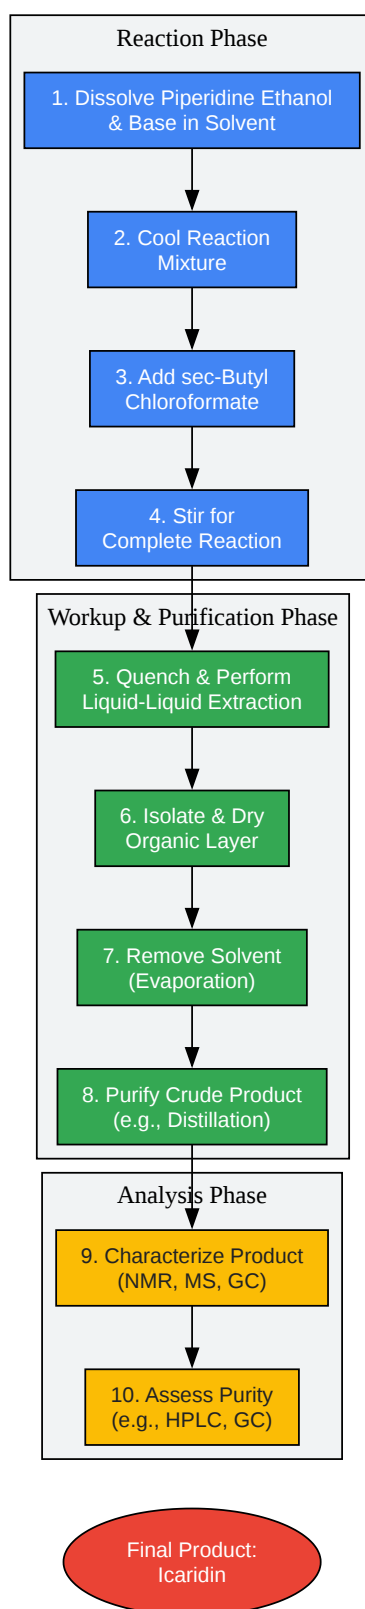 Reaction Phase
1. Dissolve Piperidine Ethanol
& Base in Solvent
2. Cool Reaction
Mixture
3. Add sec-Butyl
Chloroformate
4. Stir for
Complete Reaction
Workup & Purification Phase
5. Quench & Perform
Liquid-Liquid Extraction
6. Isolate & Dry
Organic Layer
7. Remove Solvent
(Evaporation)
8. Purify Crude Product
(e.g., Distillation)
Analysis Phase
9. Characterize Product
(NMR, MS, GC)
10. Assess Purity
(e.g., HPLC, GC)
Final Product:
Icaridin